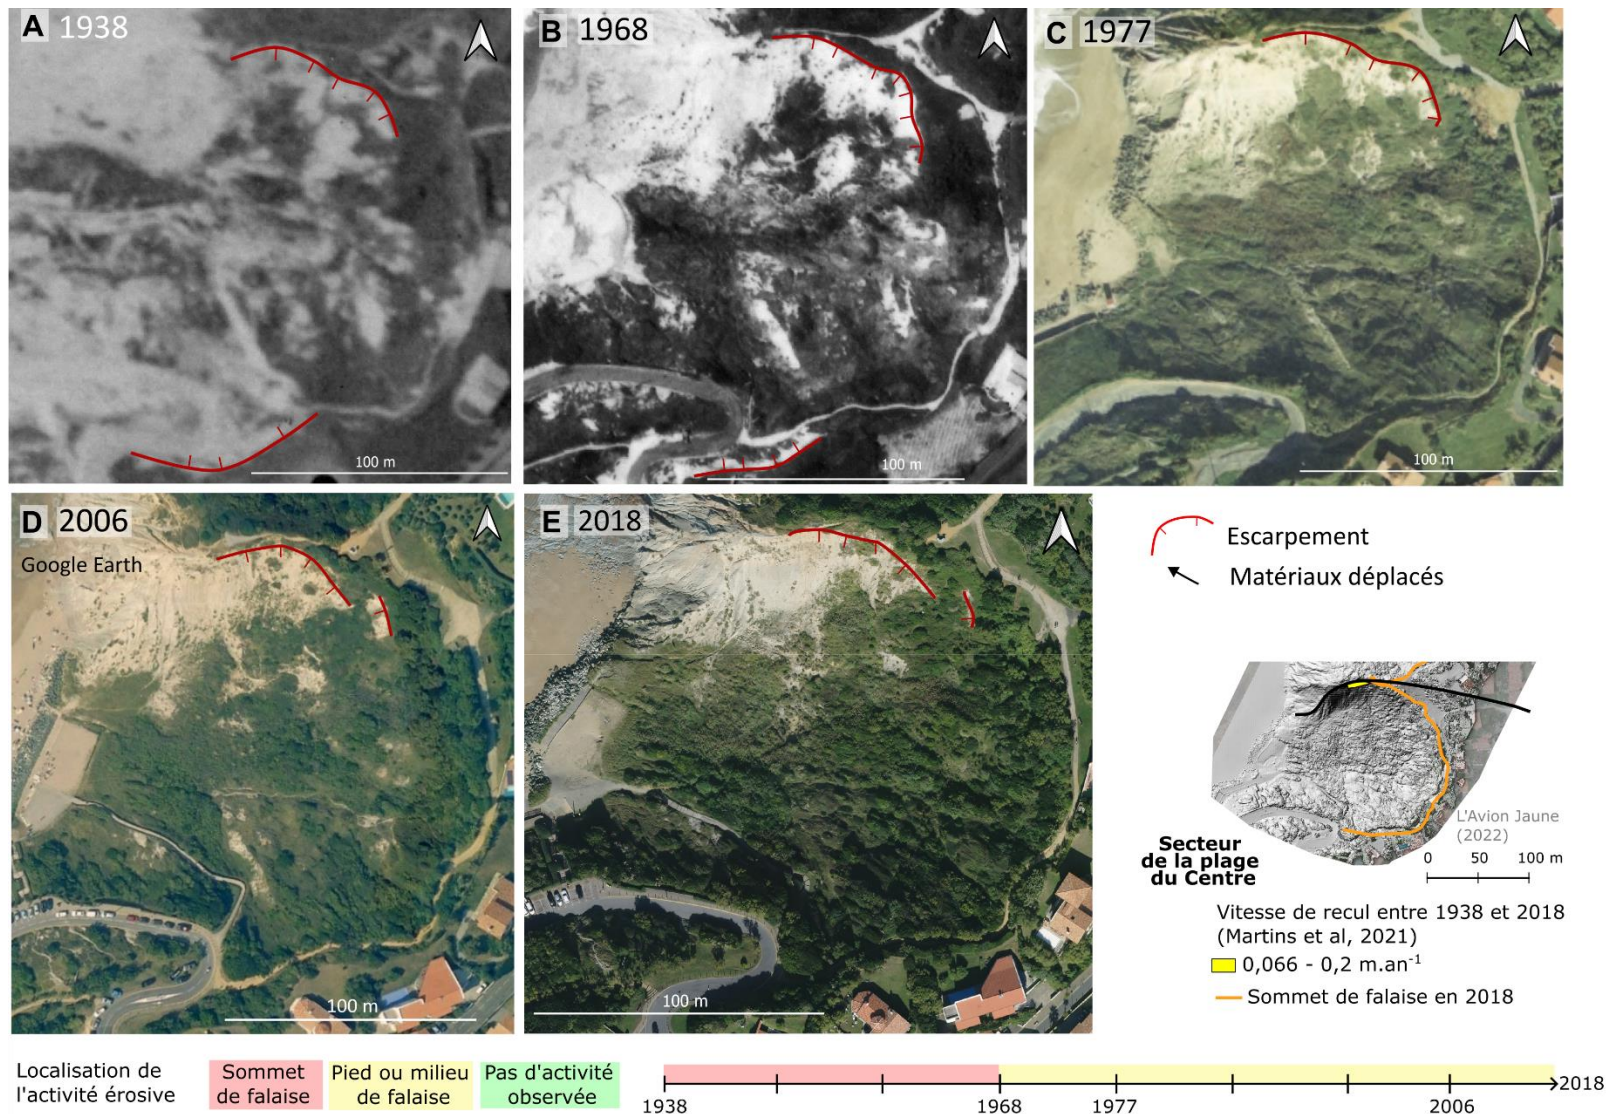 A 1938
B 1968
C 1977
100 m
100 m
100 m
D 2006
Google Earth
E 2018
100 m
100 m
Escarpement
Matériaux déplacés
L'Avion Jaune
(2022)
0 50 100 m
Secteur
de la plage
du Centre
Vitesse de recul entre 1938 et 2018
(Martins et al, 2021)
0,066 - 0,2 m.an⁻¹
Sommet de falaise en 2018
Localisation de
l'activité érosive
Sommet
de falaise
Pied ou milieu
de falaise
Pas d'activité
observée
1938 1968 1977 2006 2018